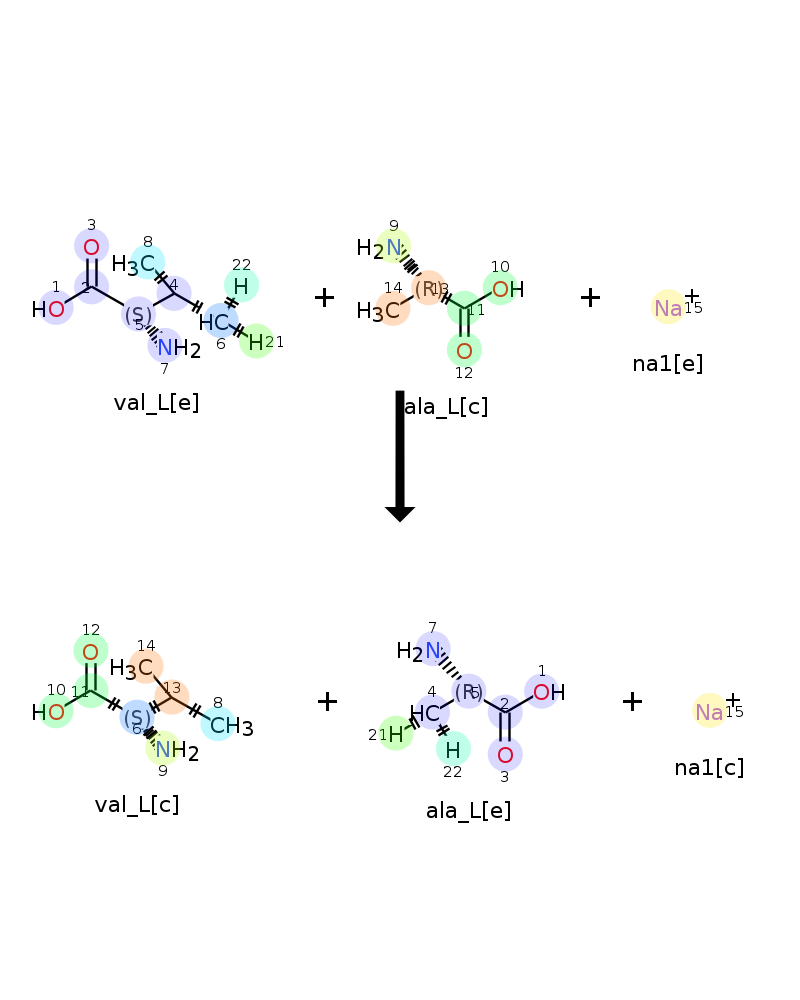 3
8
H3C
22
O
4
H
1
2
HO
(S)
HC
5
6
H21
NH2
7
val_L[e]
+
9
H2N
10
14
(R)
13
OH
H3C
11
O
12
ala_L[c]
+
Na+
15
na1[e]
12
14
O
H3C
10
11
13
8
HO
(S)
6
CH3
NH2
9
val_L[c]
+
7
H2N
1
4
(R)
5
2
OH
HC
21H
H
O
22
3
ala_L[e]
+
Na+
15
na1[c]